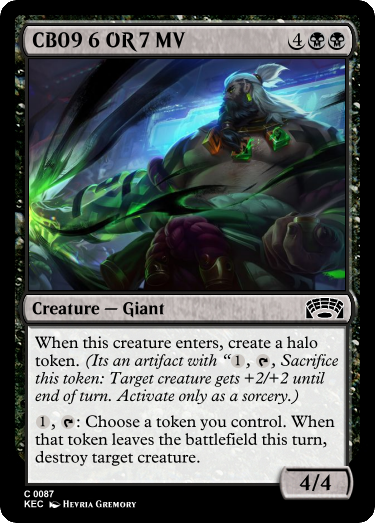 CB09 6 OR 7 MV 4
Creature — Giant
When this creature enters, create a halo
token. (Its an artifact with “1, , Sacrifice
this token: Target creature gets +2/+2 until
end of turn. Activate only as a sorcery.)
1, : Choose a token you control. When
that token leaves the battlefield this turn,
destroy target creature.
4/4
C 0087
KEC Hevria Gremory